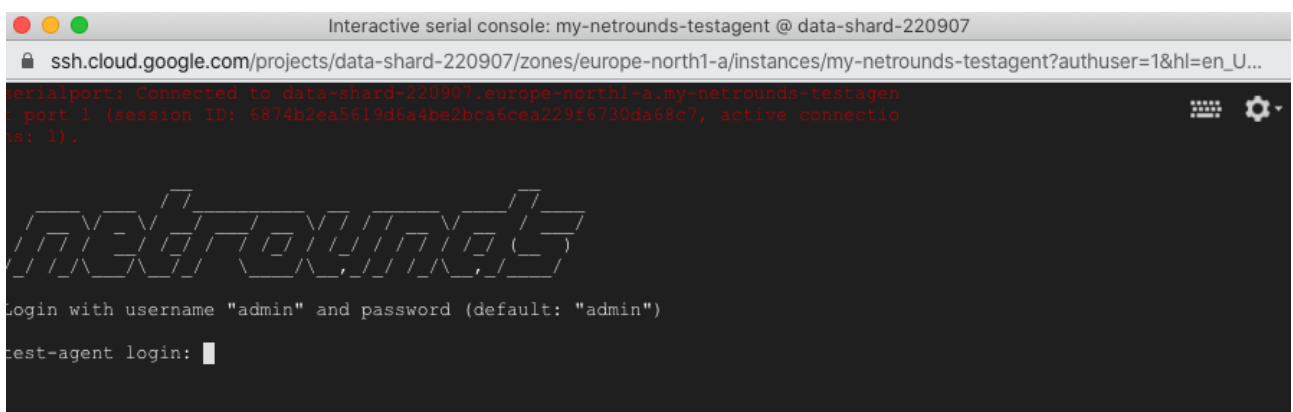 Interactive serial console: my-netrounds-testagent @ data-shard-220907
ssh.cloud.google.com/projects/data-shard-220907/zones/europe-north1-a/instances/my-netrounds-testagent?authuser=1&hl=en_U...
serialport: Connected to data-shard-220907.europe-north1-a.my-netrounds-testagen
t port 1 (session ID: 6874b2ea5619d6a4be2bca6cea229f6730da68c7, active connectio
ns: 1).
netrounds
Login with username "admin" and password (default: "admin")
test-agent login: